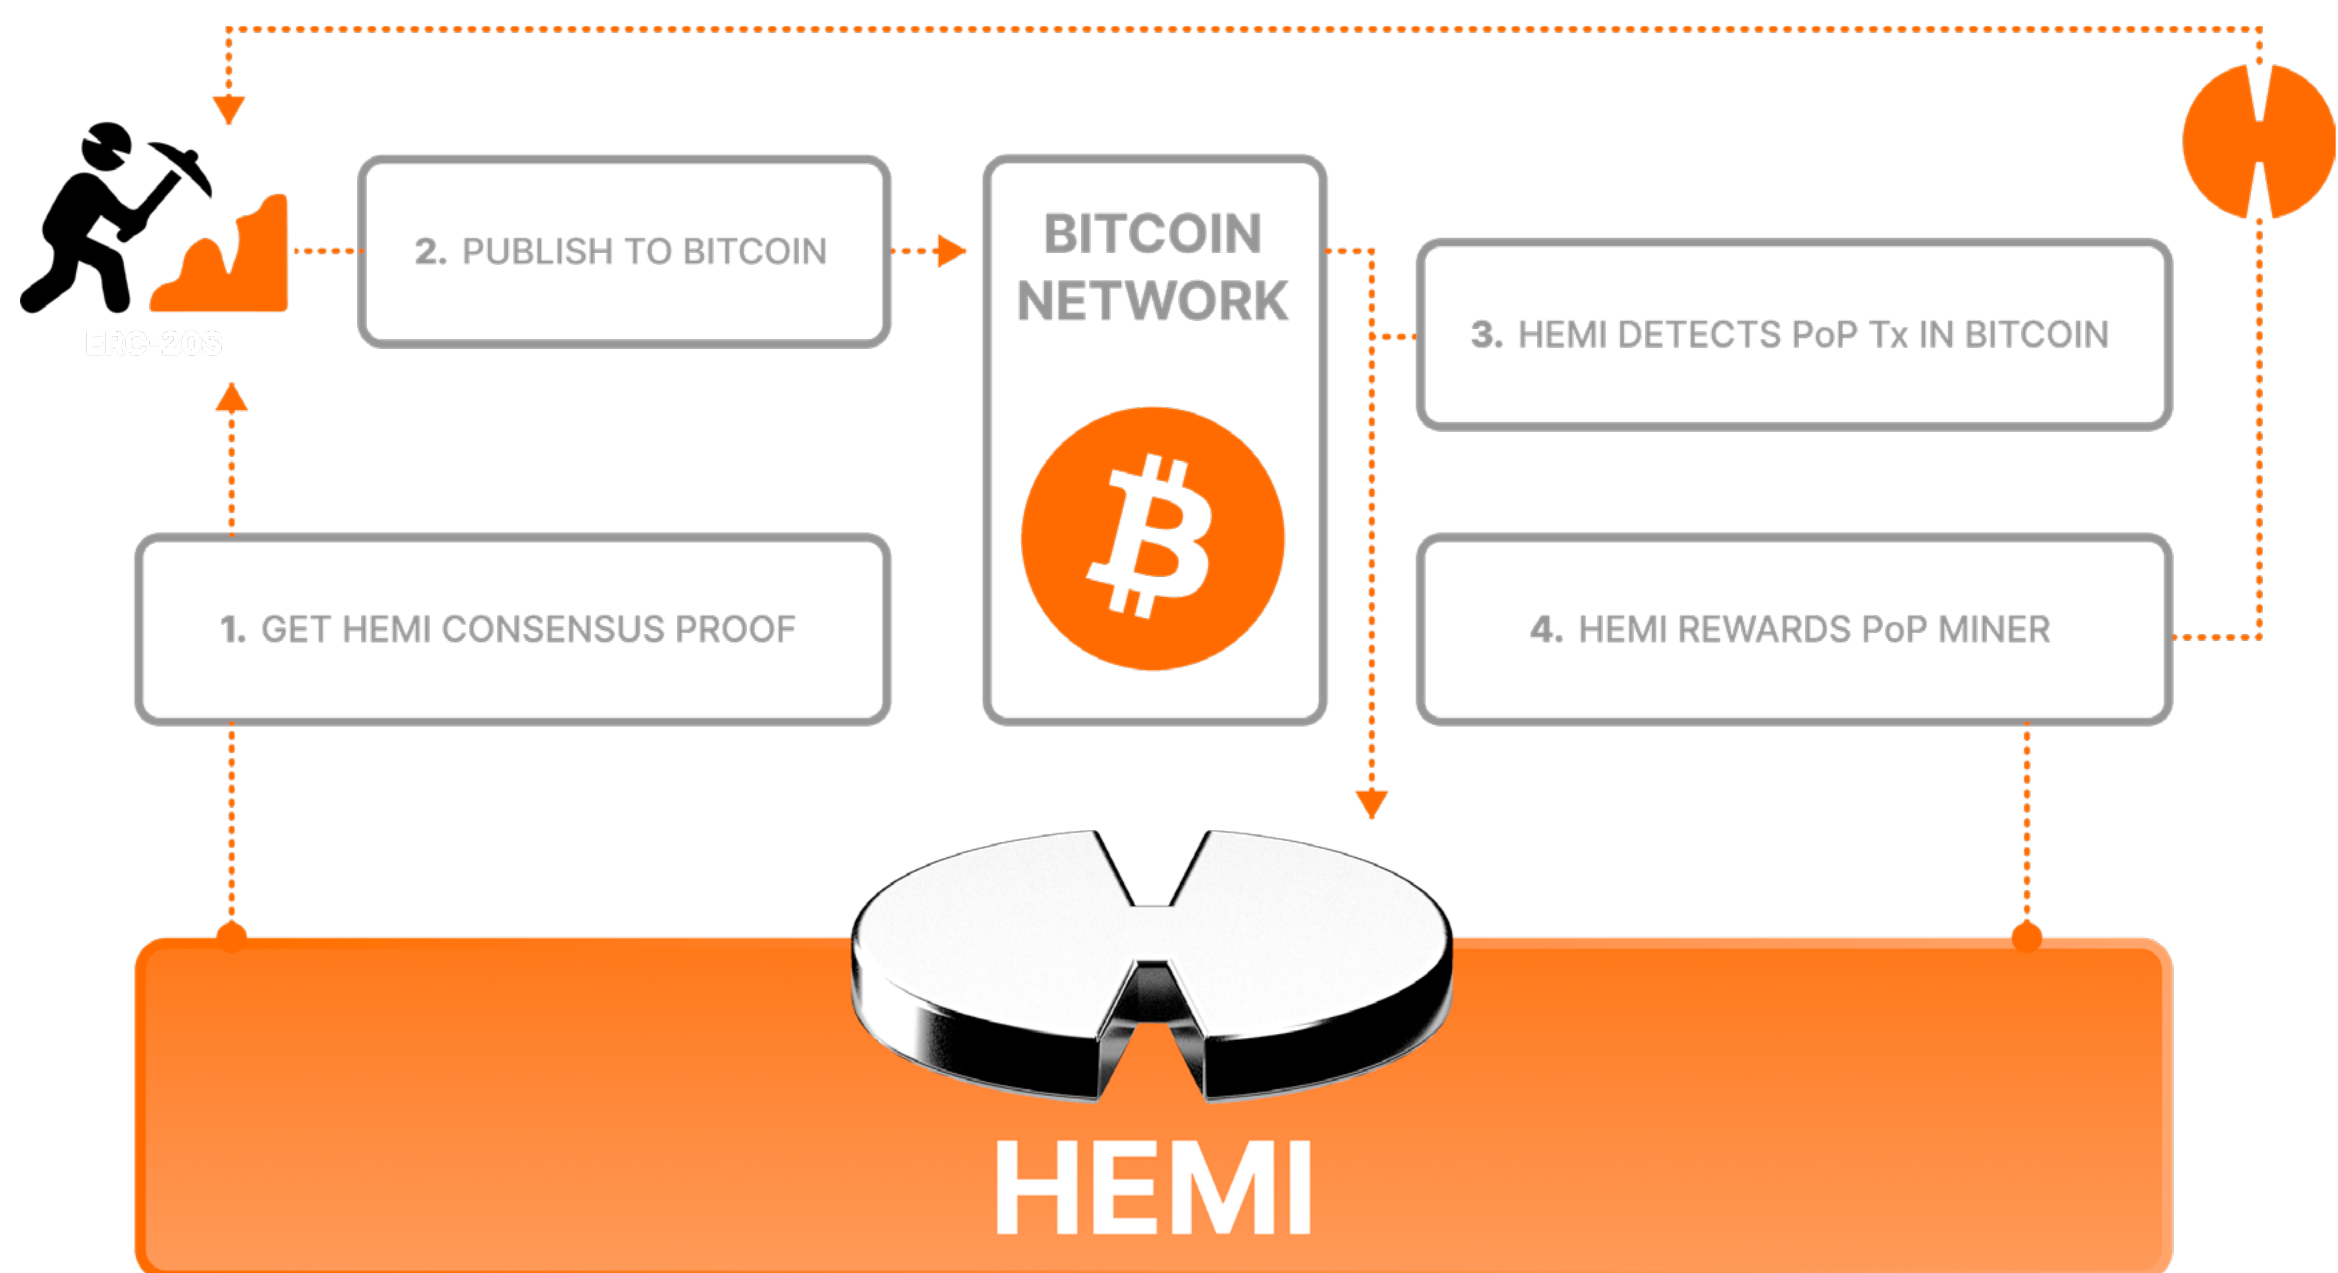 2. PUBLISH TO BITCOIN
BITCOIN
NETWORK
3. HEMI DETECTS PoP Tx IN BITCOIN
1. GET HEMI CONSENSUS PROOF
4. HEMI REWARDS PoP MINER
HEMI